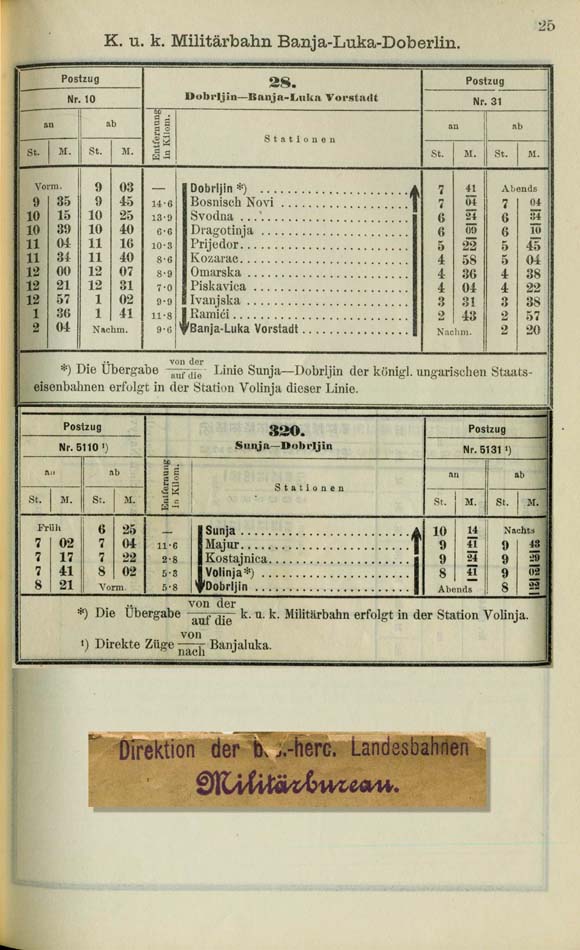 25
K. u. k. Militärbahn Banja-Luka-Doberlin.
Postzug 28. Postzug
Nr. 10 Dobrljin—Banja-Luka Vorstadt Nr. 31
an ab Entfernung in Kilom. Stationen an ab
St. M. St. M. St. M. St. M.
Vorm. 9 03 — Dobrljin *) 7 41 Abends
9 35 9 45 14·6 Bosnisch Novi 7 04 7 04
10 15 10 25 13·9 Svodna 6 24 6 34
10 39 10 40 6·6 Dragotinja 6 09 6 10
11 04 11 16 10·3 Prijedor 5 22 5 45
11 34 11 40 8·6 Kozarac 4 58 5 04
12 00 12 07 8·9 Omarska 4 36 4 38
12 21 12 31 7·0 Piskavica 4 04 4 22
12 57 1 02 9·9 Ivanjska 3 31 3 38
1 36 1 41 11·8 Ramići 2 43 2 57
2 04 Nachm. 9·6 Banja-Luka Vorstadt Nachm. 2 20
*) Die Übergabe von der / auf die Linie Sunja—Dobrljin der königl. ungarischen Staats-
eisenbahnen erfolgt in der Station Volinja dieser Linie.
Postzug 320. Postzug
Nr. 5110 ¹) Sunja—Dobrljin Nr. 5131 ¹)
an ab Entfernung in Kilom. Stationen an ab
St. M. St. M. St. M. St. M.
Früh 6 25 — Sunja 10 14 Nachts
7 02 7 04 11·6 Majur 9 41 9 43
7 17 7 22 2·8 Kostajnica 9 24 9 29
7 41 8 02 5·3 Volinja*) 8 41 9 02
8 21 Vorm. 5·8 Dobrljin Abends 8 22
*) Die Übergabe von der / auf die k. u. k. Militärbahn erfolgt in der Station Volinja.
¹) Direkte Züge von / nach Banjaluka.
Direktion der -herc. Landesbahnen
Militärbureau.